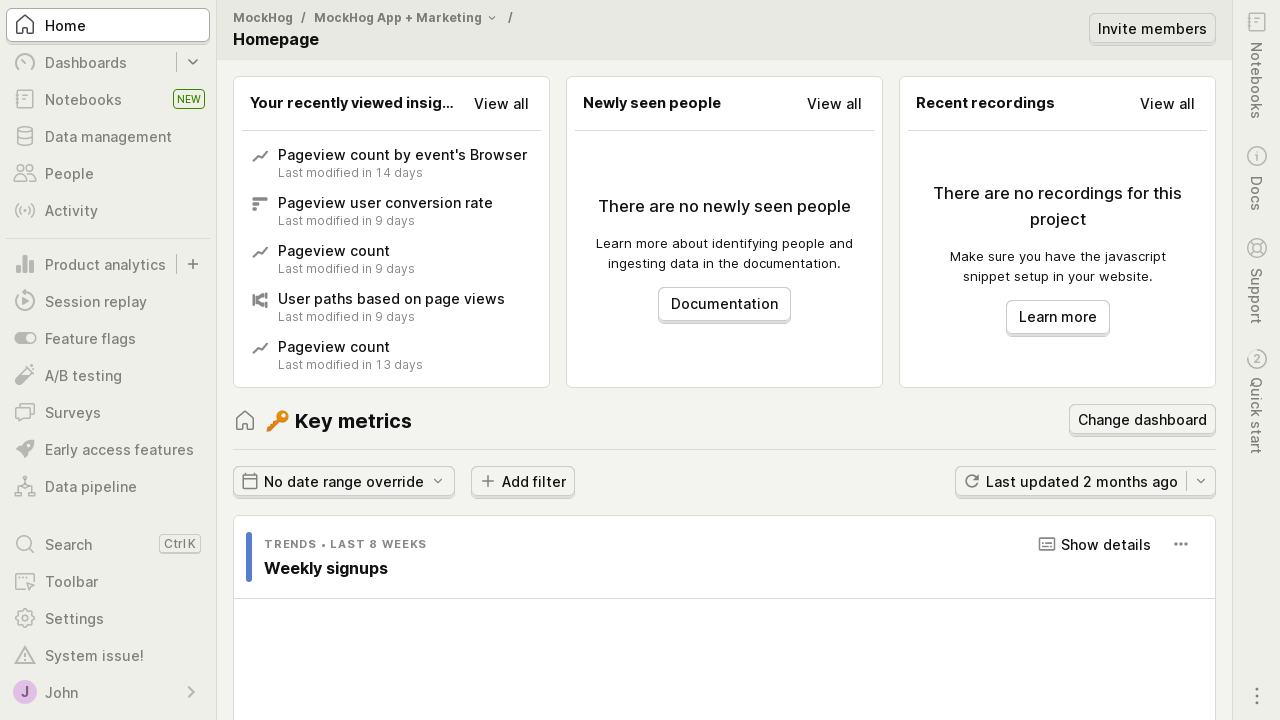 Home
Dashboards
Notebooks
NEW
Data management
People
Activity
Product analytics
Session replay
Feature flags
A/B testing
Surveys
Early access features
Data pipeline
Search
Ctrl K
Toolbar
Settings
System issue!
J
John
MockHog / MockHog App + Marketing /
Homepage
Invite members
Your recently viewed insig...
View all
Pageview count by event's Browser
Last modified in 14 days
Pageview user conversion rate
Last modified in 9 days
Pageview count
Last modified in 9 days
User paths based on page views
Last modified in 9 days
Pageview count
Last modified in 13 days
Newly seen people
View all
There are no newly seen people
Learn more about identifying people and
ingesting data in the documentation.
Documentation
Recent recordings
View all
There are no recordings for this
project
Make sure you have the javascript
snippet setup in your website.
Learn more
🔑 Key metrics
Change dashboard
No date range override
Add filter
Last updated 2 months ago
TRENDS • LAST 8 WEEKS
Weekly signups
Show details
Notebooks
Docs
Support
2
Quick start